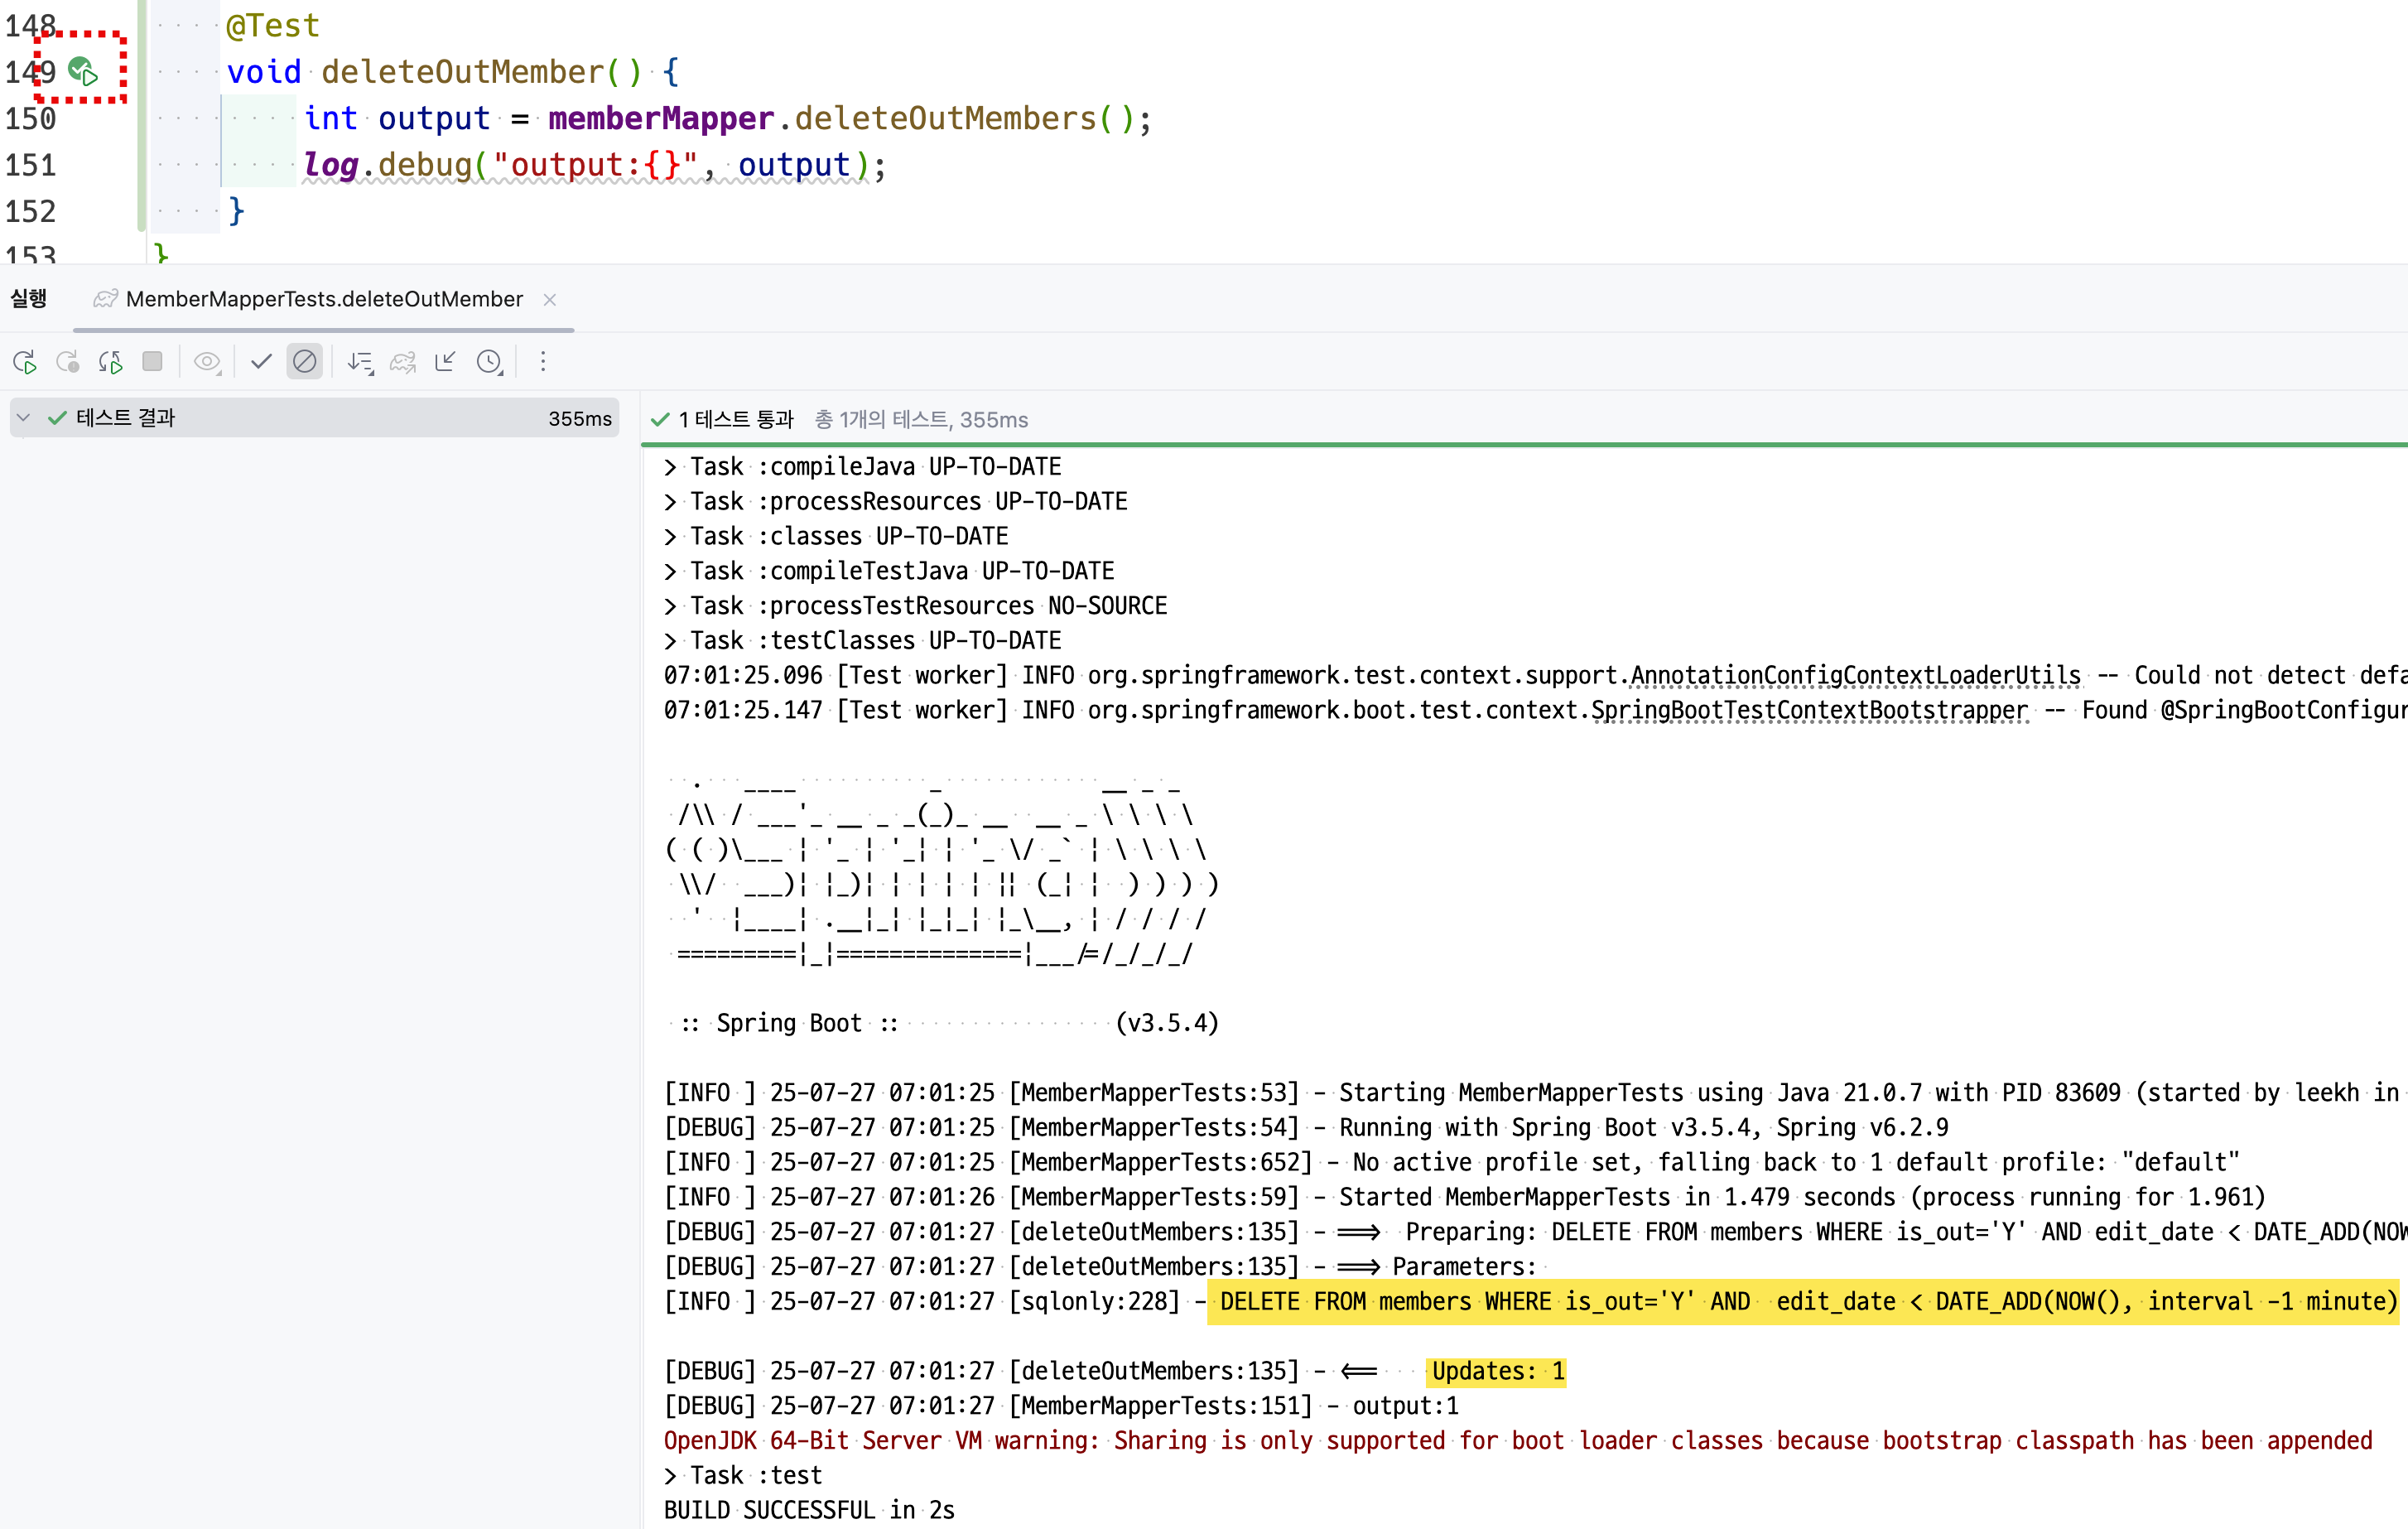 148 @Test
149 void deleteOutMember() {
150 int output = memberMapper.deleteOutMembers();
151 log.debug("output:{}", output);
152 }
153 }
실행 MemberMapperTests.deleteOutMember
테스트 결과 355ms
1 테스트 통과 총 1개의 테스트, 355ms
> Task :compileJava UP-TO-DATE
> Task :processResources UP-TO-DATE
> Task :classes UP-TO-DATE
> Task :compileTestJava UP-TO-DATE
> Task :processTestResources NO-SOURCE
> Task :testClasses UP-TO-DATE
07:01:25.096 [Test worker] INFO org.springframework.test.context.support.AnnotationConfigContextLoaderUtils -- Could not detect defa
07:01:25.147 [Test worker] INFO org.springframework.boot.test.context.SpringBootTestContextBootstrapper -- Found @SpringBootConfigur
  .   ____          _            __ _ _
 /\\ / ___'_ __ _ _(_)_ __  __ _ \ \ \ \
( ( )\___ | '_ | '_| | '_ \/ _` | \ \ \ \
 \\/  ___)| |_)| | | | | || (_| |  ) ) ) )
  '  |____| .__|_| |_|_| |_\__, | / / / /
 =========|_|==============|___/=/_/_/_/
 :: Spring Boot ::                (v3.5.4)
[INFO ] 25-07-27 07:01:25 [MemberMapperTests:53] - Starting MemberMapperTests using Java 21.0.7 with PID 83609 (started by leekh in
[DEBUG] 25-07-27 07:01:25 [MemberMapperTests:54] - Running with Spring Boot v3.5.4, Spring v6.2.9
[INFO ] 25-07-27 07:01:25 [MemberMapperTests:652] - No active profile set, falling back to 1 default profile: "default"
[INFO ] 25-07-27 07:01:26 [MemberMapperTests:59] - Started MemberMapperTests in 1.479 seconds (process running for 1.961)
[DEBUG] 25-07-27 07:01:27 [deleteOutMembers:135] - ==>  Preparing: DELETE FROM members WHERE is_out='Y' AND edit_date < DATE_ADD(NOW
[DEBUG] 25-07-27 07:01:27 [deleteOutMembers:135] - ==> Parameters:
[INFO ] 25-07-27 07:01:27 [sqlonly:228] - DELETE FROM members WHERE is_out='Y' AND  edit_date < DATE_ADD(NOW(), interval -1 minute)
[DEBUG] 25-07-27 07:01:27 [deleteOutMembers:135] - <==    Updates: 1
[DEBUG] 25-07-27 07:01:27 [MemberMapperTests:151] - output:1
OpenJDK 64-Bit Server VM warning: Sharing is only supported for boot loader classes because bootstrap classpath has been appended
> Task :test
BUILD SUCCESSFUL in 2s